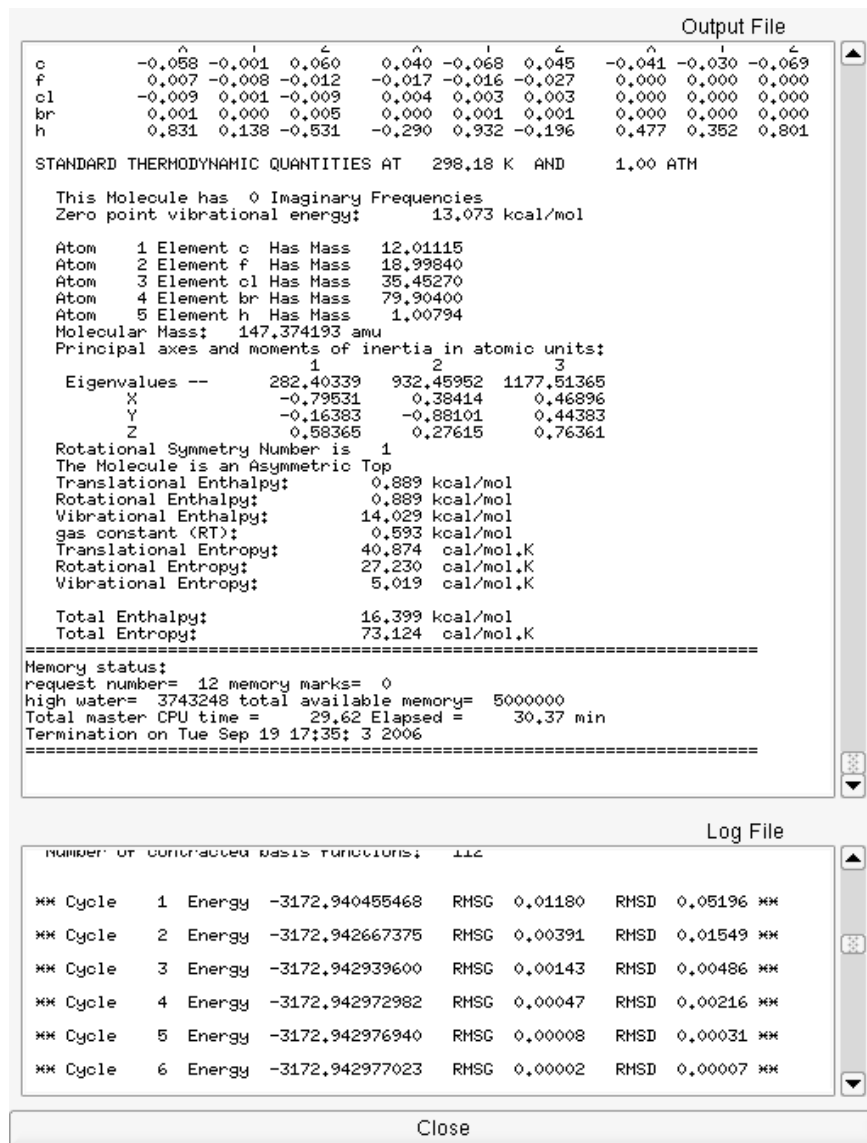 Output File
c -0.058 -0.001 0.060 0.040 -0.068 0.045 -0.041 -0.030 -0.069
f 0.007 -0.008 -0.012 -0.017 -0.016 -0.027 0.000 0.000 0.000
cl -0.009 0.001 -0.009 0.004 0.003 0.003 0.000 0.000 0.000
br 0.001 0.000 0.005 0.000 0.001 0.001 0.000 0.000 0.000
h 0.831 0.138 -0.531 -0.290 0.932 -0.196 0.477 0.352 0.801
STANDARD THERMODYNAMIC QUANTITIES AT 298.18 K AND 1.00 ATM
This Molecule has 0 Imaginary Frequencies
Zero point vibrational energy: 13.073 kcal/mol
Atom 1 Element c Has Mass 12.01115
Atom 2 Element f Has Mass 18.99840
Atom 3 Element cl Has Mass 35.45270
Atom 4 Element br Has Mass 79.90400
Atom 5 Element h Has Mass 1.00794
Molecular Mass: 147.374193 amu
Principal axes and moments of inertia in atomic units:
1 2 3
Eigenvalues -- 282.40339 932.45952 1177.51365
X -0.79531 0.38414 0.46896
Y -0.16383 -0.88101 0.44383
Z 0.58365 0.27615 0.76361
Rotational Symmetry Number is 1
The Molecule is an Asymmetric Top
Translational Enthalpy: 0.889 kcal/mol
Rotational Enthalpy: 0.889 kcal/mol
Vibrational Enthalpy: 14.029 kcal/mol
gas constant (RT): 0.593 kcal/mol
Translational Entropy: 40.874 cal/mol.K
Rotational Entropy: 27.230 cal/mol.K
Vibrational Entropy: 5.019 cal/mol.K
Total Enthalpy: 16.399 kcal/mol
Total Entropy: 73.124 cal/mol.K
==========================================================================
Memory status:
request number= 12 memory marks= 0
high water= 3743248 total available memory= 5000000
Total master CPU time = 29.62 Elapsed = 30.37 min
Termination on Tue Sep 19 17:35: 3 2006
==========================================================================
Log File
Number of contracted basis functions: 112
** Cycle 1 Energy -3172.940455468 RMSG 0.01180 RMSD 0.05196 **
** Cycle 2 Energy -3172.942667375 RMSG 0.00391 RMSD 0.01549 **
** Cycle 3 Energy -3172.942939600 RMSG 0.00143 RMSD 0.00486 **
** Cycle 4 Energy -3172.942972982 RMSG 0.00047 RMSD 0.00216 **
** Cycle 5 Energy -3172.942976940 RMSG 0.00008 RMSD 0.00031 **
** Cycle 6 Energy -3172.942977023 RMSG 0.00002 RMSD 0.00007 **
Close